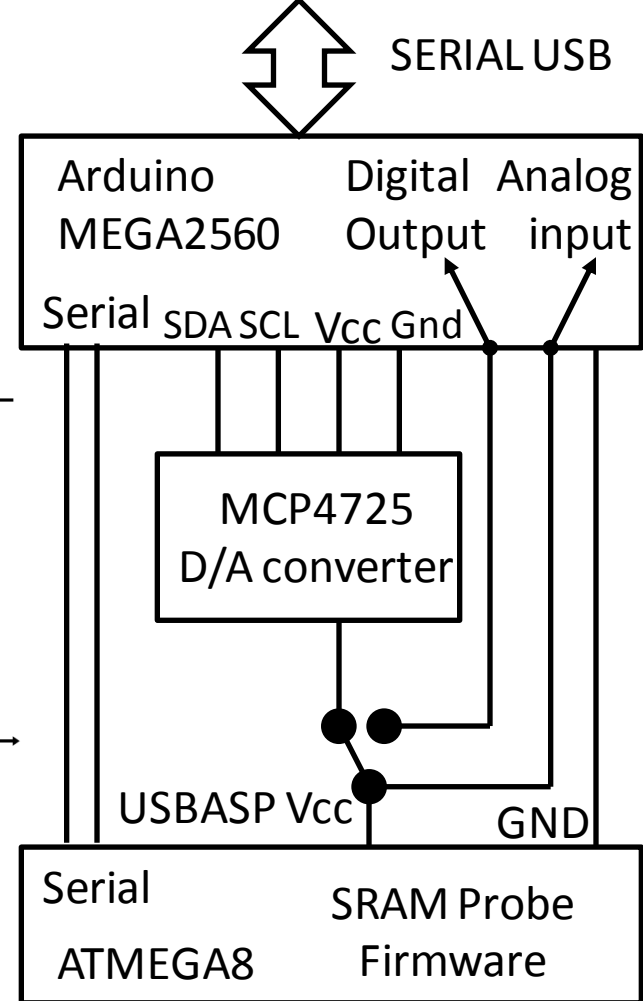 SERIAL USB
Arduino
MEGA2560
Digital
Output
Analog
input
Serial
SDA SCL Vcc Gnd
MCP4725
D/A converter
USBASP Vcc
GND
Serial
ATMEGA8
SRAM Probe
Firmware